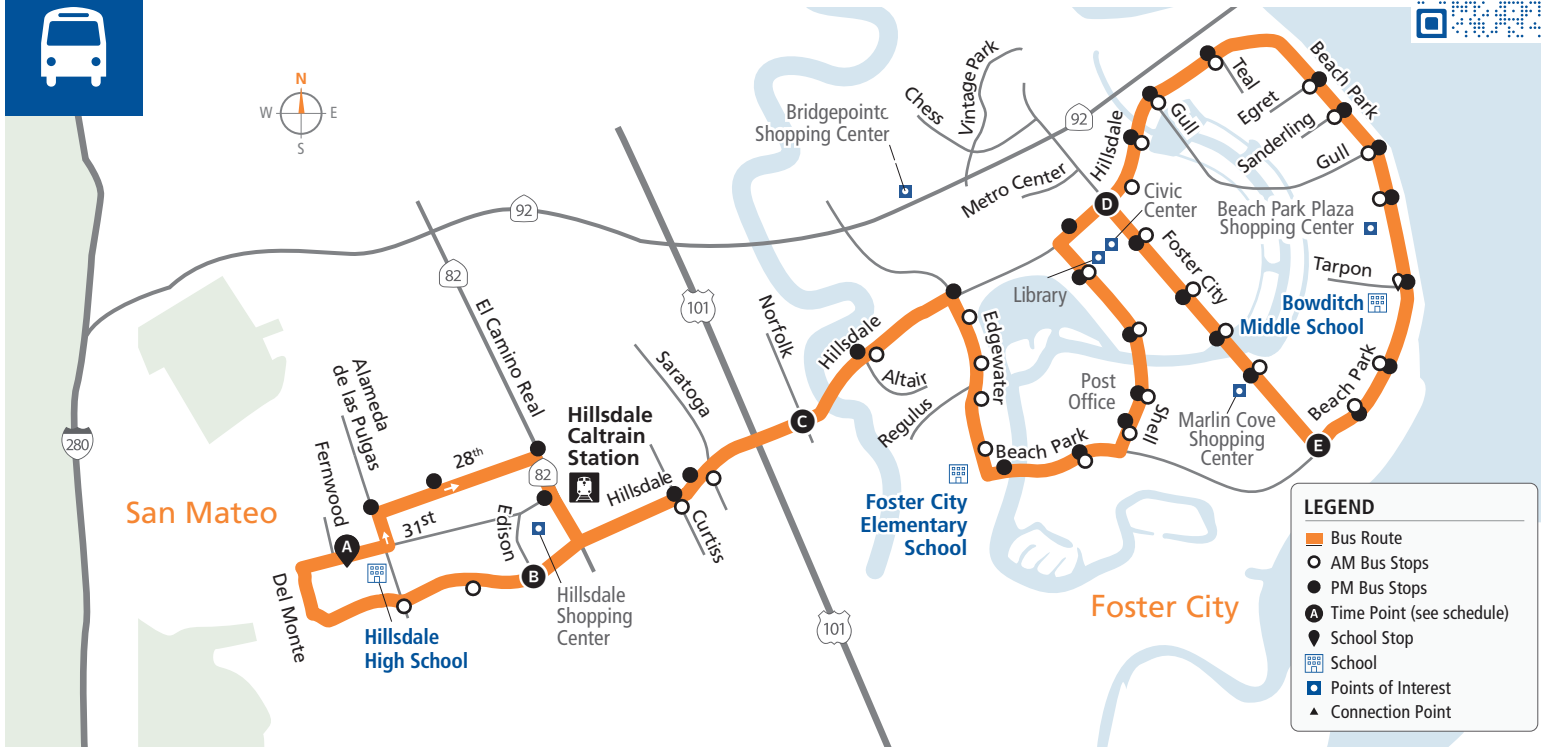 N
W
E
S
Bridgepointc
Shopping Center
Chess
Vintage Park
92
Metro Center
Hillsdale
Gull
Teal
Egret
Sanderling
Gull
Beach Park
D
Civic
Center
Library
Foster City
Beach Park Plaza
Shopping Center
Tarpon
Bowditch
Middle School
Beach Park
E
Marlin Cove
Shopping
Center
Post
Office
Shell
Beach Park
Edgewater
Altair
Regulus
Foster City
Elementary
School
Foster City
92
82
El Camino Real
101
Norfolk
Hillsdale
C
Saratoga
Hillsdale
Curtiss
101
Hillsdale
Caltrain
Station
82
28th
31st
Edison
B
Hillsdale
Shopping
Center
Alameda
de las Pulgas
Fernwood
A
Del Monte
Hillsdale
High School
280
San Mateo
LEGEND
Bus Route
AM Bus Stops
PM Bus Stops
A Time Point (see schedule)
School Stop
School
Points of Interest
Connection Point